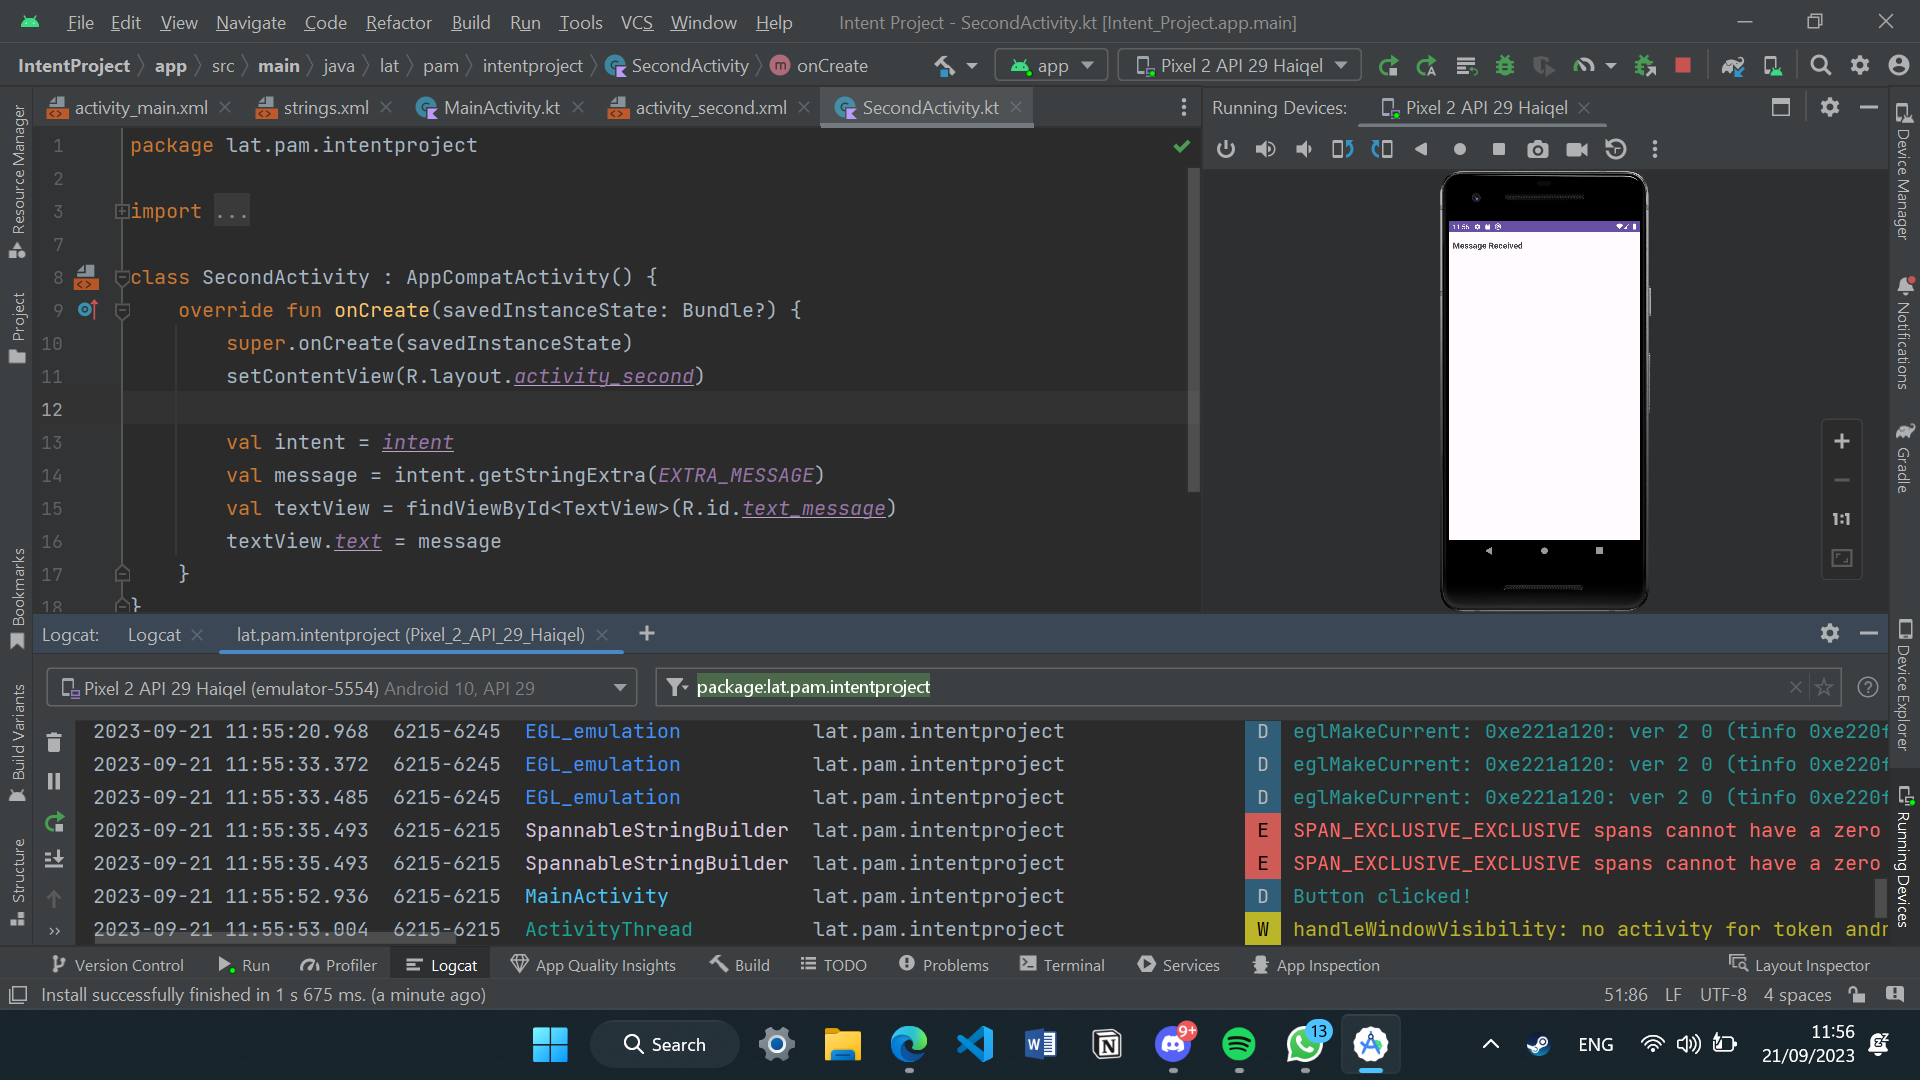 File Edit View Navigate Code Refactor Build Run Tools VCS Window Help Intent Project - SecondActivity.kt [Intent_Project.app.main]
IntentProject app src main java lat pam intentproject SecondActivity m onCreate app Pixel 2 API 29 Haiqel
activity_main.xml strings.xml MainActivity.kt activity_second.xml SecondActivity.kt Running Devices: Pixel 2 API 29 Haiqel
Resource Manager
Project
Bookmarks
Build Variants
Structure
1 package lat.pam.intentproject
2
3 import ...
7
8 class SecondActivity : AppCompatActivity() {
9 override fun onCreate(savedInstanceState: Bundle?) {
10 super.onCreate(savedInstanceState)
11 setContentView(R.layout.activity_second)
12
13 val intent = intent
14 val message = intent.getStringExtra(EXTRA_MESSAGE)
15 val textView = findViewById<TextView>(R.id.text_message)
16 textView.text = message
17 }
18 }
11:56
Message Received
1:1
Device Manager
Notifications
Gradle
Device Explorer
Running Devices
Logcat: Logcat lat.pam.intentproject (Pixel_2_API_29_Haiqel)
Pixel 2 API 29 Haiqel (emulator-5554) Android 10, API 29 package:lat.pam.intentproject
2023-09-21 11:55:20.968 6215-6245 EGL_emulation lat.pam.intentproject D eglMakeCurrent: 0xe221a120: ver 2 0 (tinfo 0xe220f
2023-09-21 11:55:33.372 6215-6245 EGL_emulation lat.pam.intentproject D eglMakeCurrent: 0xe221a120: ver 2 0 (tinfo 0xe220f
2023-09-21 11:55:33.485 6215-6245 EGL_emulation lat.pam.intentproject D eglMakeCurrent: 0xe221a120: ver 2 0 (tinfo 0xe220f
2023-09-21 11:55:35.493 6215-6215 SpannableStringBuilder lat.pam.intentproject E SPAN_EXCLUSIVE_EXCLUSIVE spans cannot have a zero
2023-09-21 11:55:35.493 6215-6215 SpannableStringBuilder lat.pam.intentproject E SPAN_EXCLUSIVE_EXCLUSIVE spans cannot have a zero
2023-09-21 11:55:52.936 6215-6215 MainActivity lat.pam.intentproject D Button clicked!
2023-09-21 11:55:53.004 6215-6215 ActivityThread lat.pam.intentproject W handleWindowVisibility: no activity for token andr
Version Control Run Profiler Logcat App Quality Insights Build TODO Problems Terminal Services App Inspection Layout Inspector
Install successfully finished in 1 s 675 ms. (a minute ago) 51:86 LF UTF-8 4 spaces
Search 9+ 13 ENG 11:56
21/09/2023